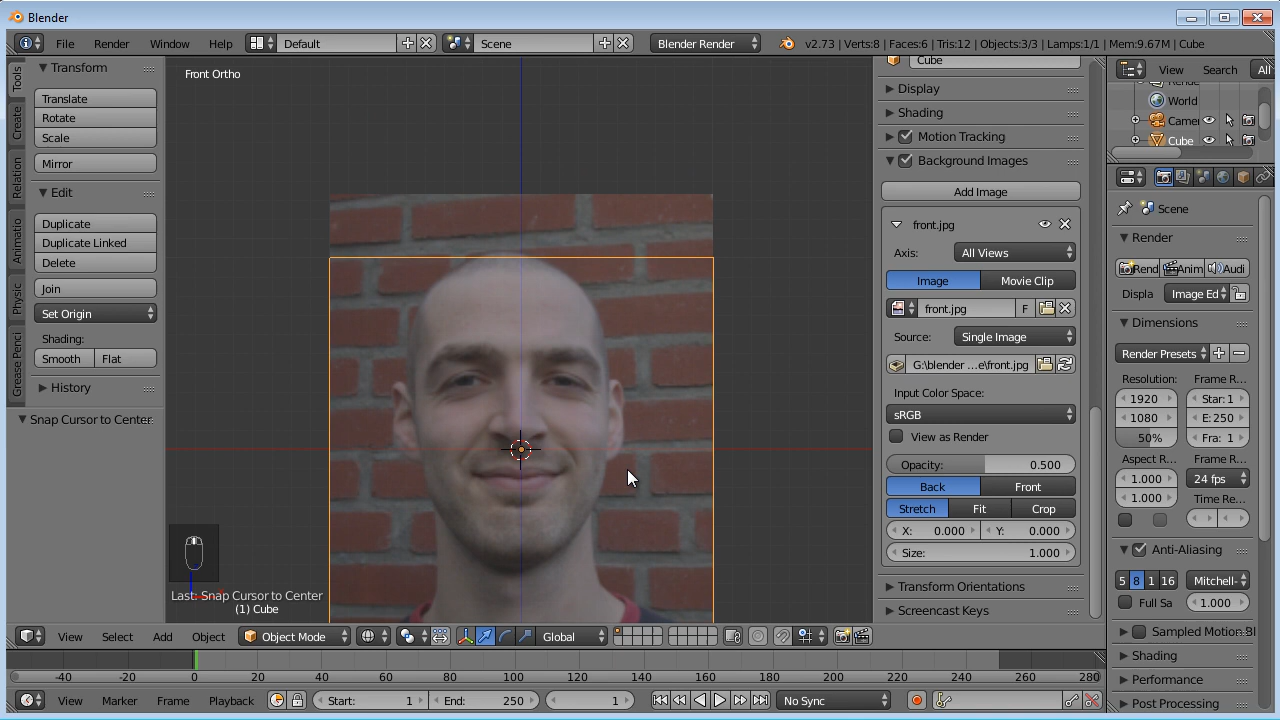 Blender
File Render Window Help Default Scene Blender Render v2.73 | Verts:8 | Faces:6 | Tris:12 | Objects:3/3 | Lamps:1/1 | Mem:9.67M | Cube
Tools
Create
Relation
Animatio
Physic
Grease Penci
Transform
Translate
Rotate
Scale
Mirror
Edit
Duplicate
Duplicate Linked
Delete
Join
Set Origin
Shading:
Smooth Flat
History
Snap Cursor to Center
Front Ortho
Last: Snap Cursor to Center
(1) Cube
Cube
Display
Shading
Motion Tracking
Background Images
Add Image
front.jpg
Axis: All Views
Image Movie Clip
front.jpg F
Source: Single Image
G:\blender ...e\front.jpg
Input Color Space:
sRGB
View as Render
Opacity: 0.500
Back Front
Stretch Fit Crop
X: 0.000 Y: 0.000
Size: 1.000
Transform Orientations
Screencast Keys
View Search All
World
Camer
Cube
Scene
Render
Rend Anim Audi
Displa Image Ed
Dimensions
Render Presets
Resolution: Frame R...
1920 Star: 1
1080 E: 250
50% Fra: 1
Aspect R... Frame R...
1.000 24 fps
1.000 Time Re...
Anti-Aliasing
5 8 11 16 Mitchell-
Full Sa 1.000
Sampled Motion Bl
Shading
Performance
Post Processing
View Select Add Object Object Mode Global
-40 -20 0 20 40 60 80 100 120 140 160 180 200 220 240 260 280
View Marker Frame Playback Start: 1 End: 250 1 No Sync